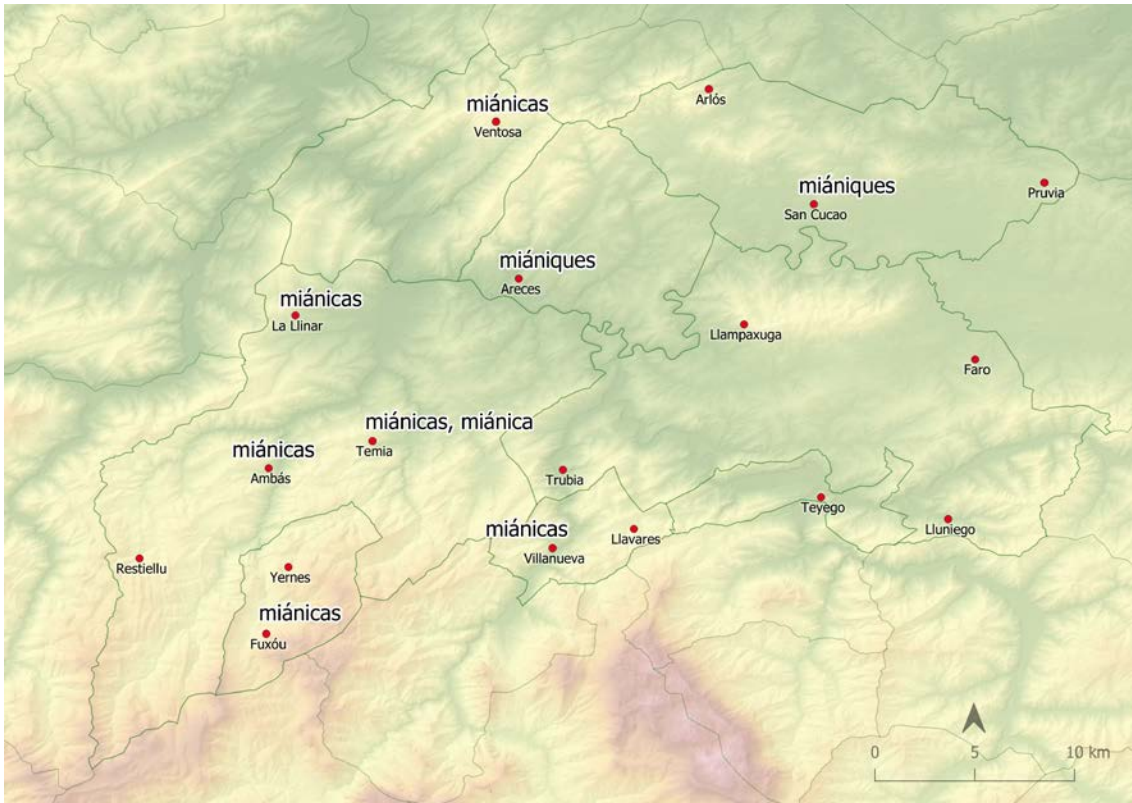 Arlós
miánicas
Ventosa
miániques
San Cucao
Pruvia
miániques
Areces
miánicas
La Llinar
Llampaxuga
Faro
miánicas, miánica
Temia
miánicas
Ambás
Trubia
Teyego
miánicas
Villanueva
Llavares
Lluniego
Restiellu
Yernes
miánicas
Fuxóu
0 5 10 km